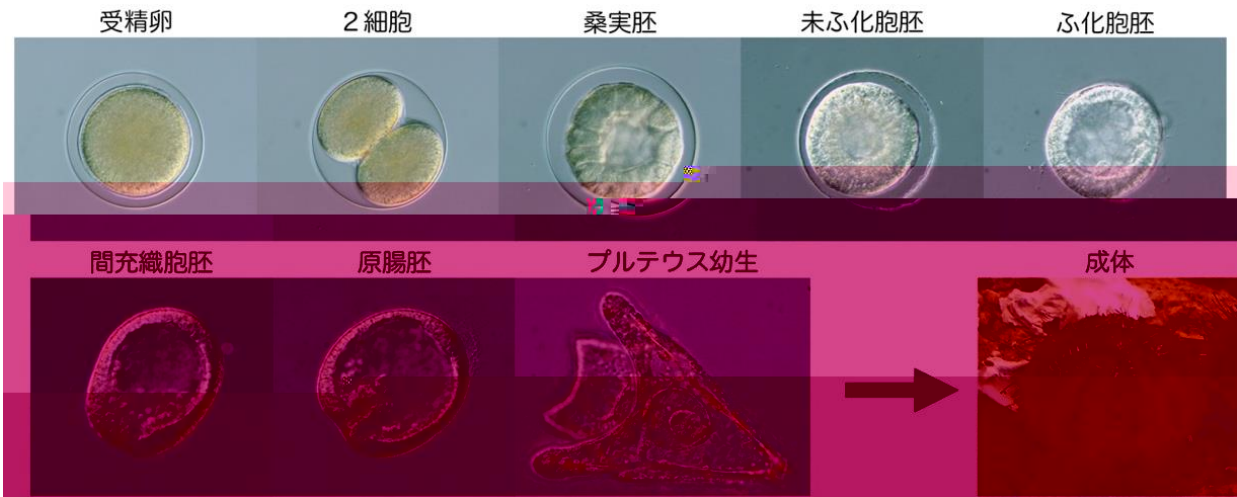 受精卵
2細胞
桑実胚
未ふ化胞胚
ふ化胞胚
間充織胞胚
原腸胚
プルテウス幼生
成体